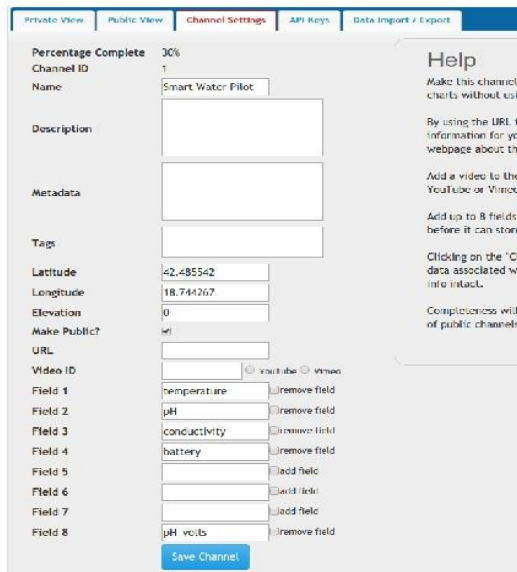 Private View Public View Channel Settings API Keys Data Import / Export
Percentage Complete 30%
Channel ID 1
Name Smart Water Pilot
Description
Metadata
Tags
Latitude 42.485542
Longitude 18.744267
Elevation 0
Make Public?
URL
Video ID YouTube Vimeo
Field 1 temperature remove field
Field 2 pH remove field
Field 3 conductivity remove field
Field 4 battery remove field
Field 5 add field
Field 6 add field
Field 7 add field
Field 8 pH volts remove field
Save Channel
Help
Make this channel
charts without usi
By using the URL f
information for yo
webpage about th
Add a video to the
YouTube or Vimeo
Add up to 8 fields
before it can stor
Clicking on the "Cl
data associated w
info intact.
Completeness wil
of public channels